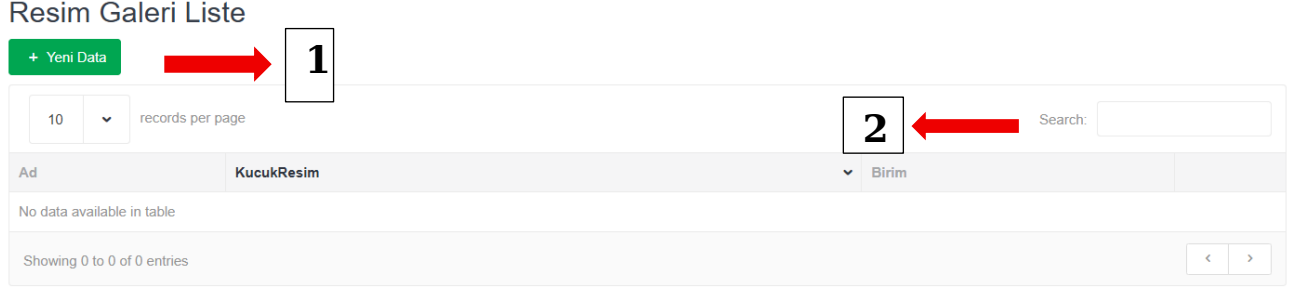 Resim Galeri Liste
+ Yeni Data
1
10 records per page
2
Search:
Ad KucukResim Birim
No data available in table
Showing 0 to 0 of 0 entries